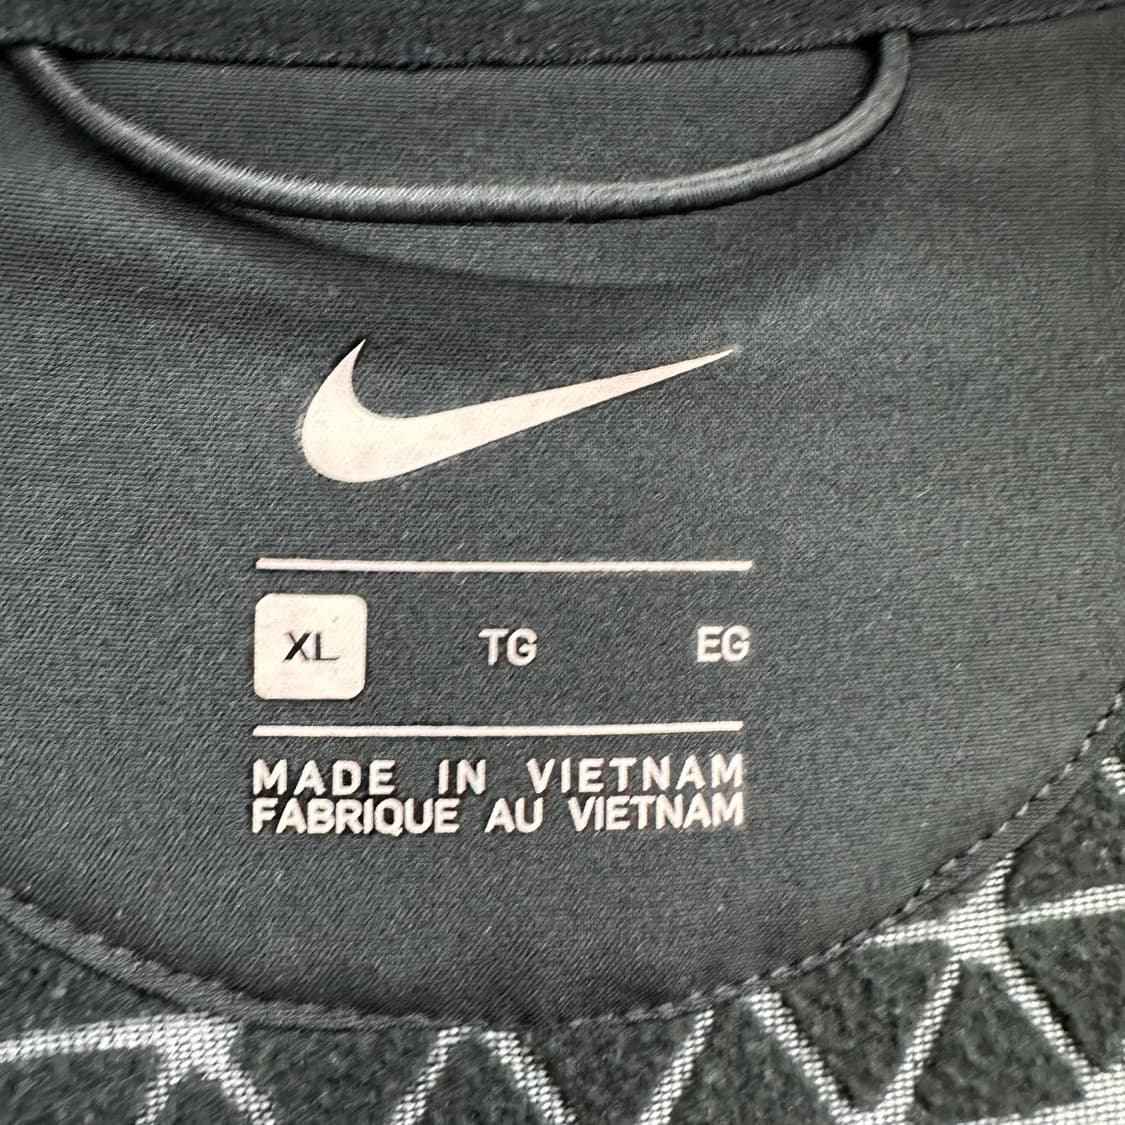 XL TG EG
MADE IN VIETNAM
FABRIQUE AU VIETNAM